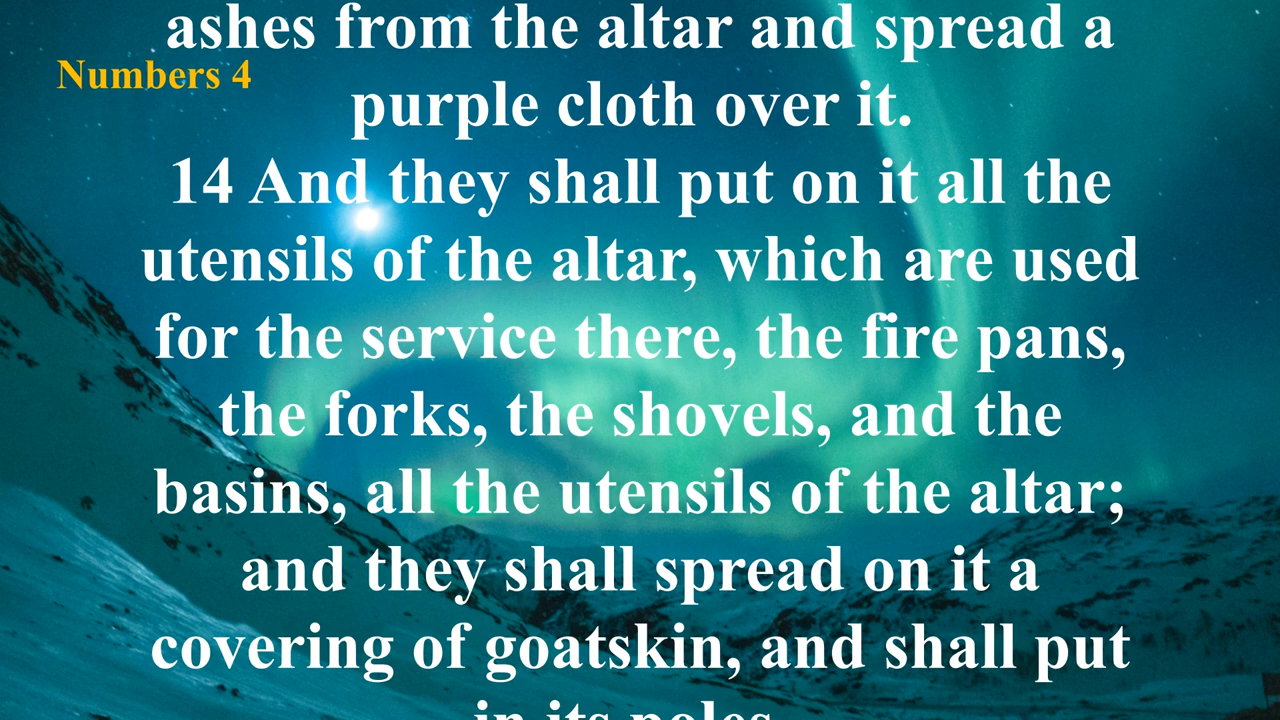 ashes from the altar and spread a
Numbers 4
purple cloth over it.
14 And they shall put on it all the
utensils of the altar, which are used
for the service there, the fire pans,
the forks, the shovels, and the
basins, all the utensils of the altar;
and they shall spread on it a
covering of goatskin, and shall put
in its poles